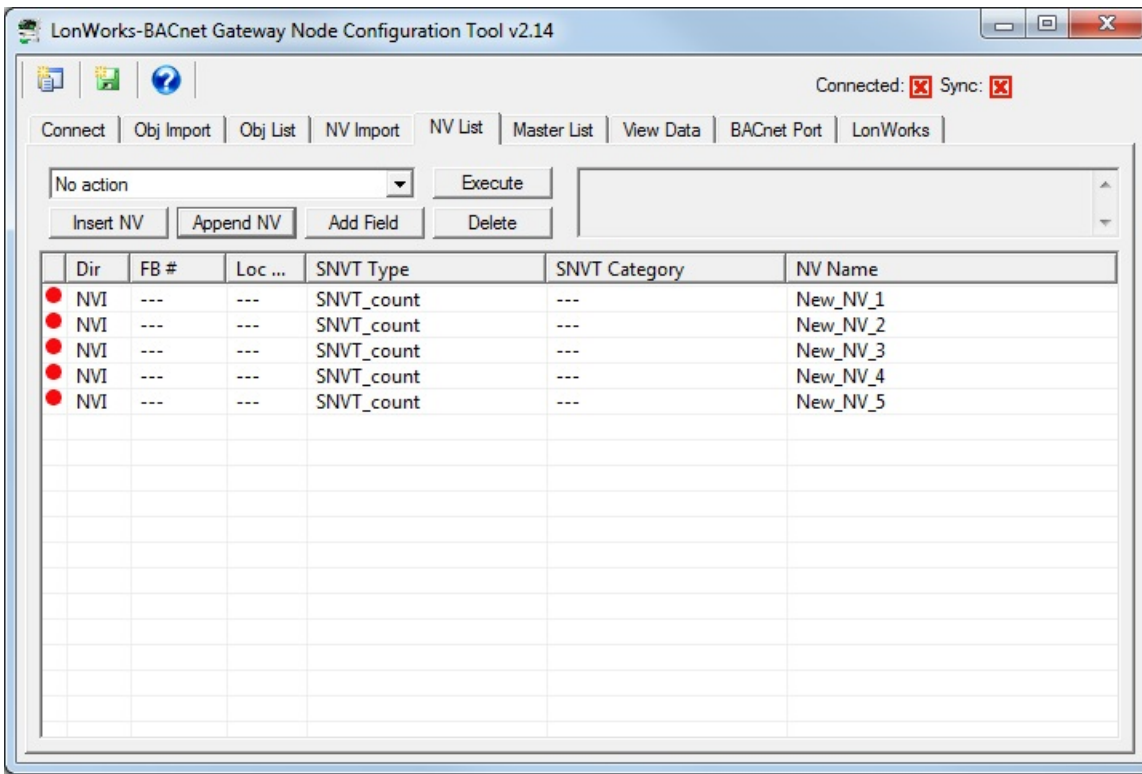 LonWorks-BACnet Gateway Node Configuration Tool v2.14
Connected: Sync:
Connect Obj Import Obj List NV Import NV List Master List View Data BACnet Port LonWorks
No action Execute
Insert NV Append NV Add Field Delete
Dir FB # Loc ... SNVT Type SNVT Category NV Name
NVI --- --- SNVT_count --- New_NV_1
NVI --- --- SNVT_count --- New_NV_2
NVI --- --- SNVT_count --- New_NV_3
NVI --- --- SNVT_count --- New_NV_4
NVI --- --- SNVT_count --- New_NV_5